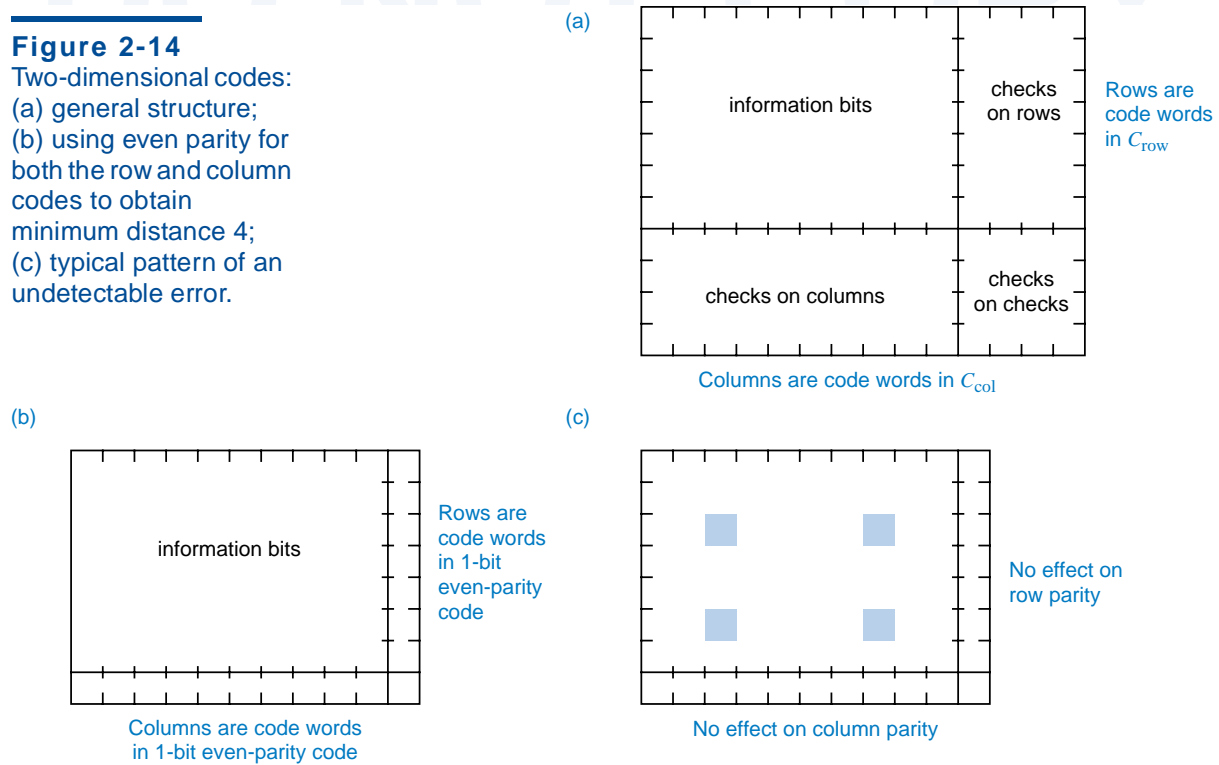 Figure 2-14
Two-dimensional codes:
(a) general structure;
(b) using even parity for
both the row and column
codes to obtain
minimum distance 4;
(c) typical pattern of an
undetectable error.
(a)
information bits
checks
on rows
Rows are
code words
in Crow
checks on columns
checks
on checks
Columns are code words in Ccol
(b)
information bits
Rows are
code words
in 1-bit
even-parity
code
Columns are code words
in 1-bit even-parity code
(c)
No effect on
row parity
No effect on column parity